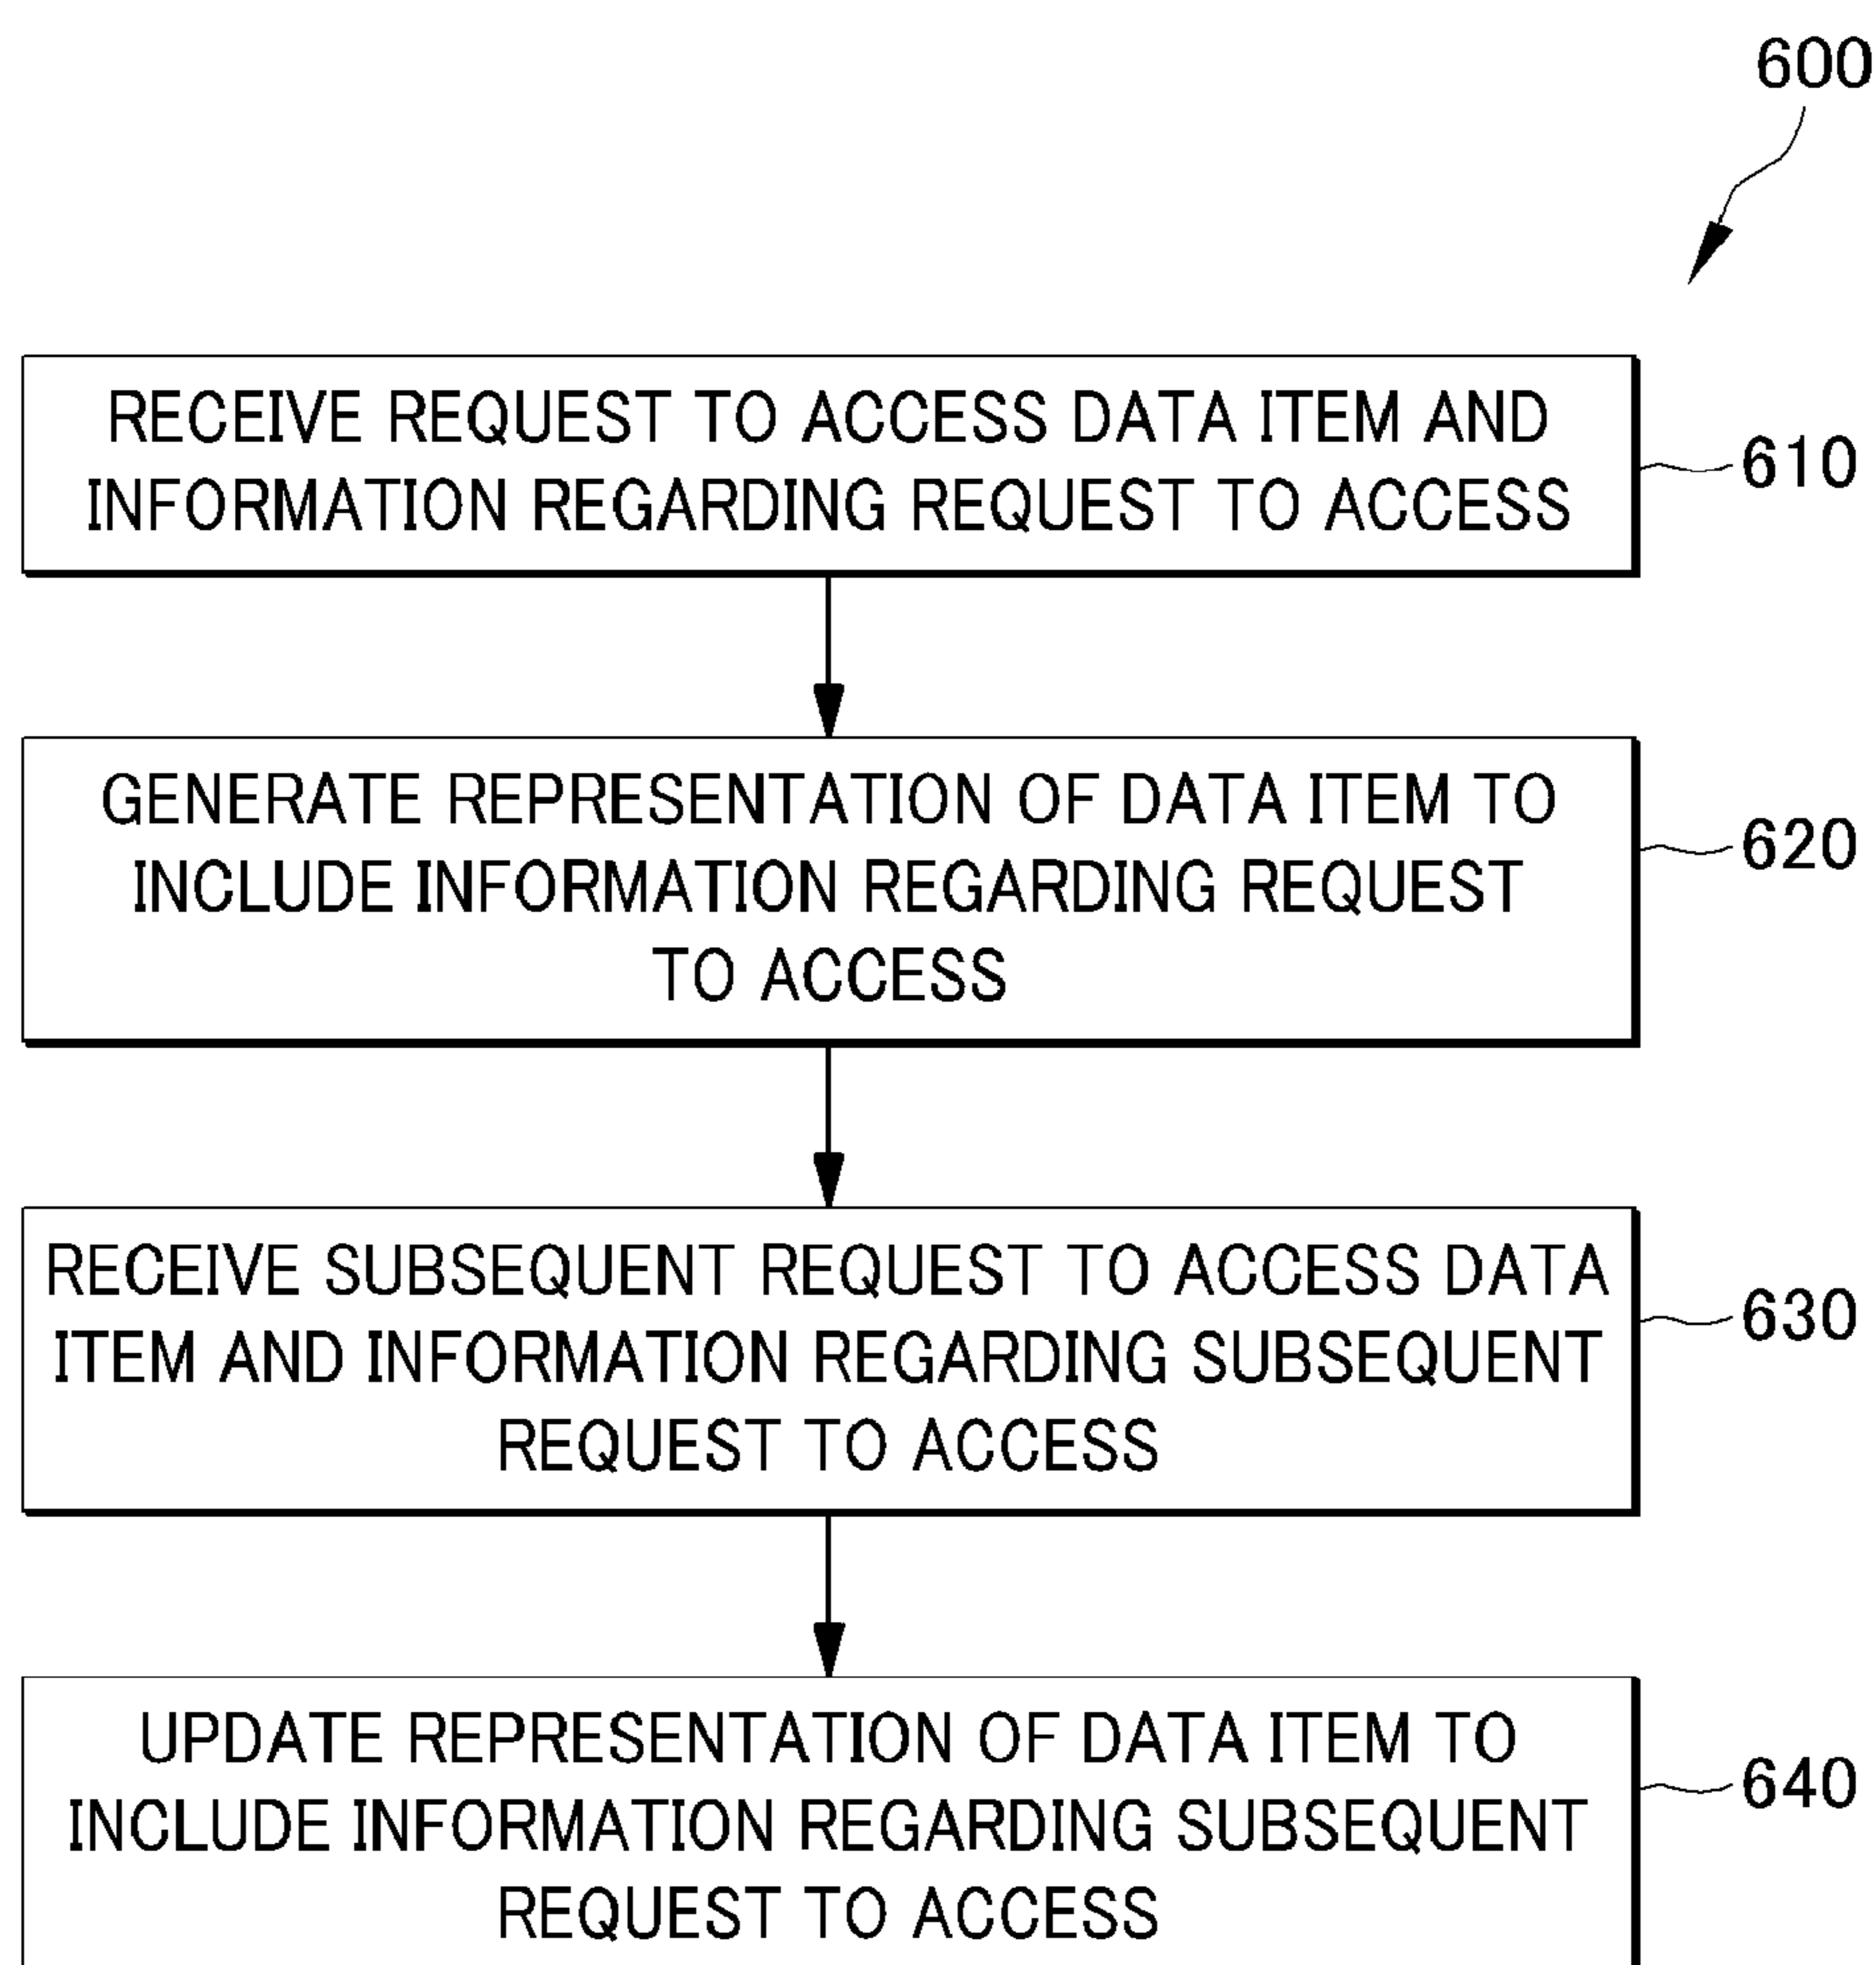 600
RECEIVE REQUEST TO ACCESS DATA ITEM AND
INFORMATION REGARDING REQUEST TO ACCESS
610
GENERATE REPRESENTATION OF DATA ITEM TO
INCLUDE INFORMATION REGARDING REQUEST
TO ACCESS
620
RECEIVE SUBSEQUENT REQUEST TO ACCESS DATA
ITEM AND INFORMATION REGARDING SUBSEQUENT
REQUEST TO ACCESS
630
UPDATE REPRESENTATION OF DATA ITEM TO
INCLUDE INFORMATION REGARDING SUBSEQUENT
REQUEST TO ACCESS
640